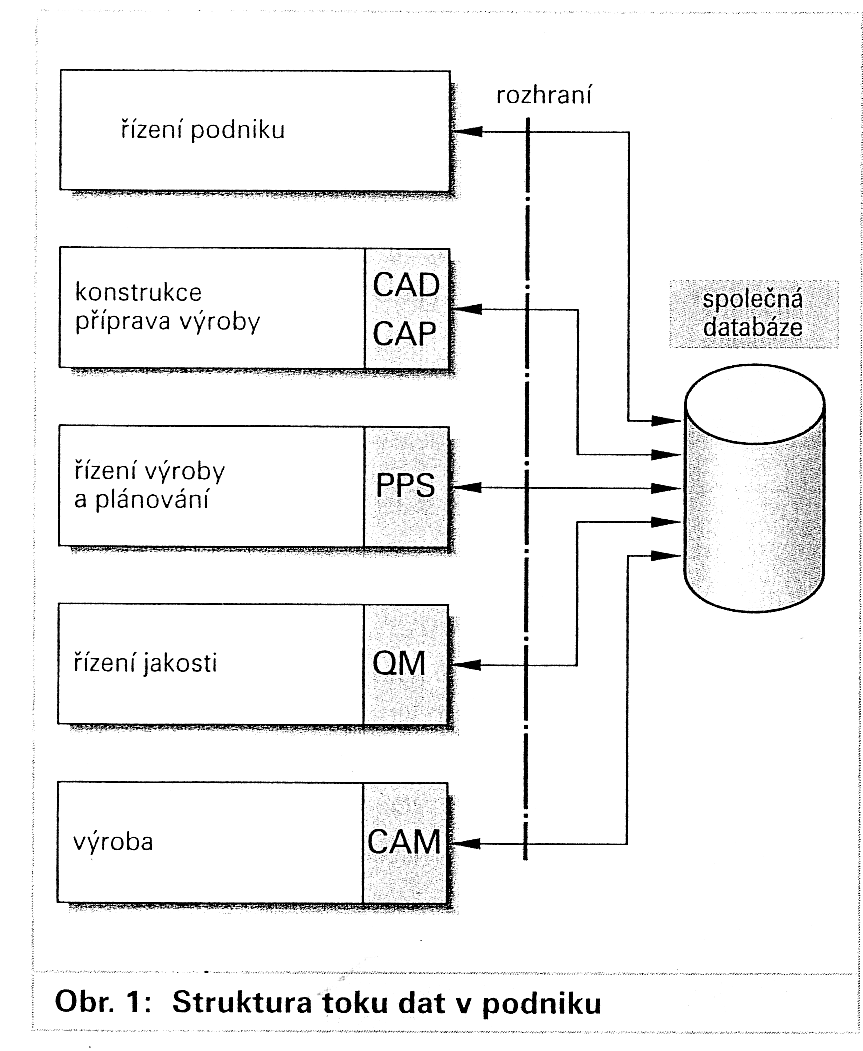 řízení podniku
rozhraní
konstrukce
příprava výroby
CAD
CAP
společná
databáze
řízení výroby
a plánování
PPS
řízení jakosti
QM
výroba
CAM
Obr. 1: Struktura toku dat v podniku